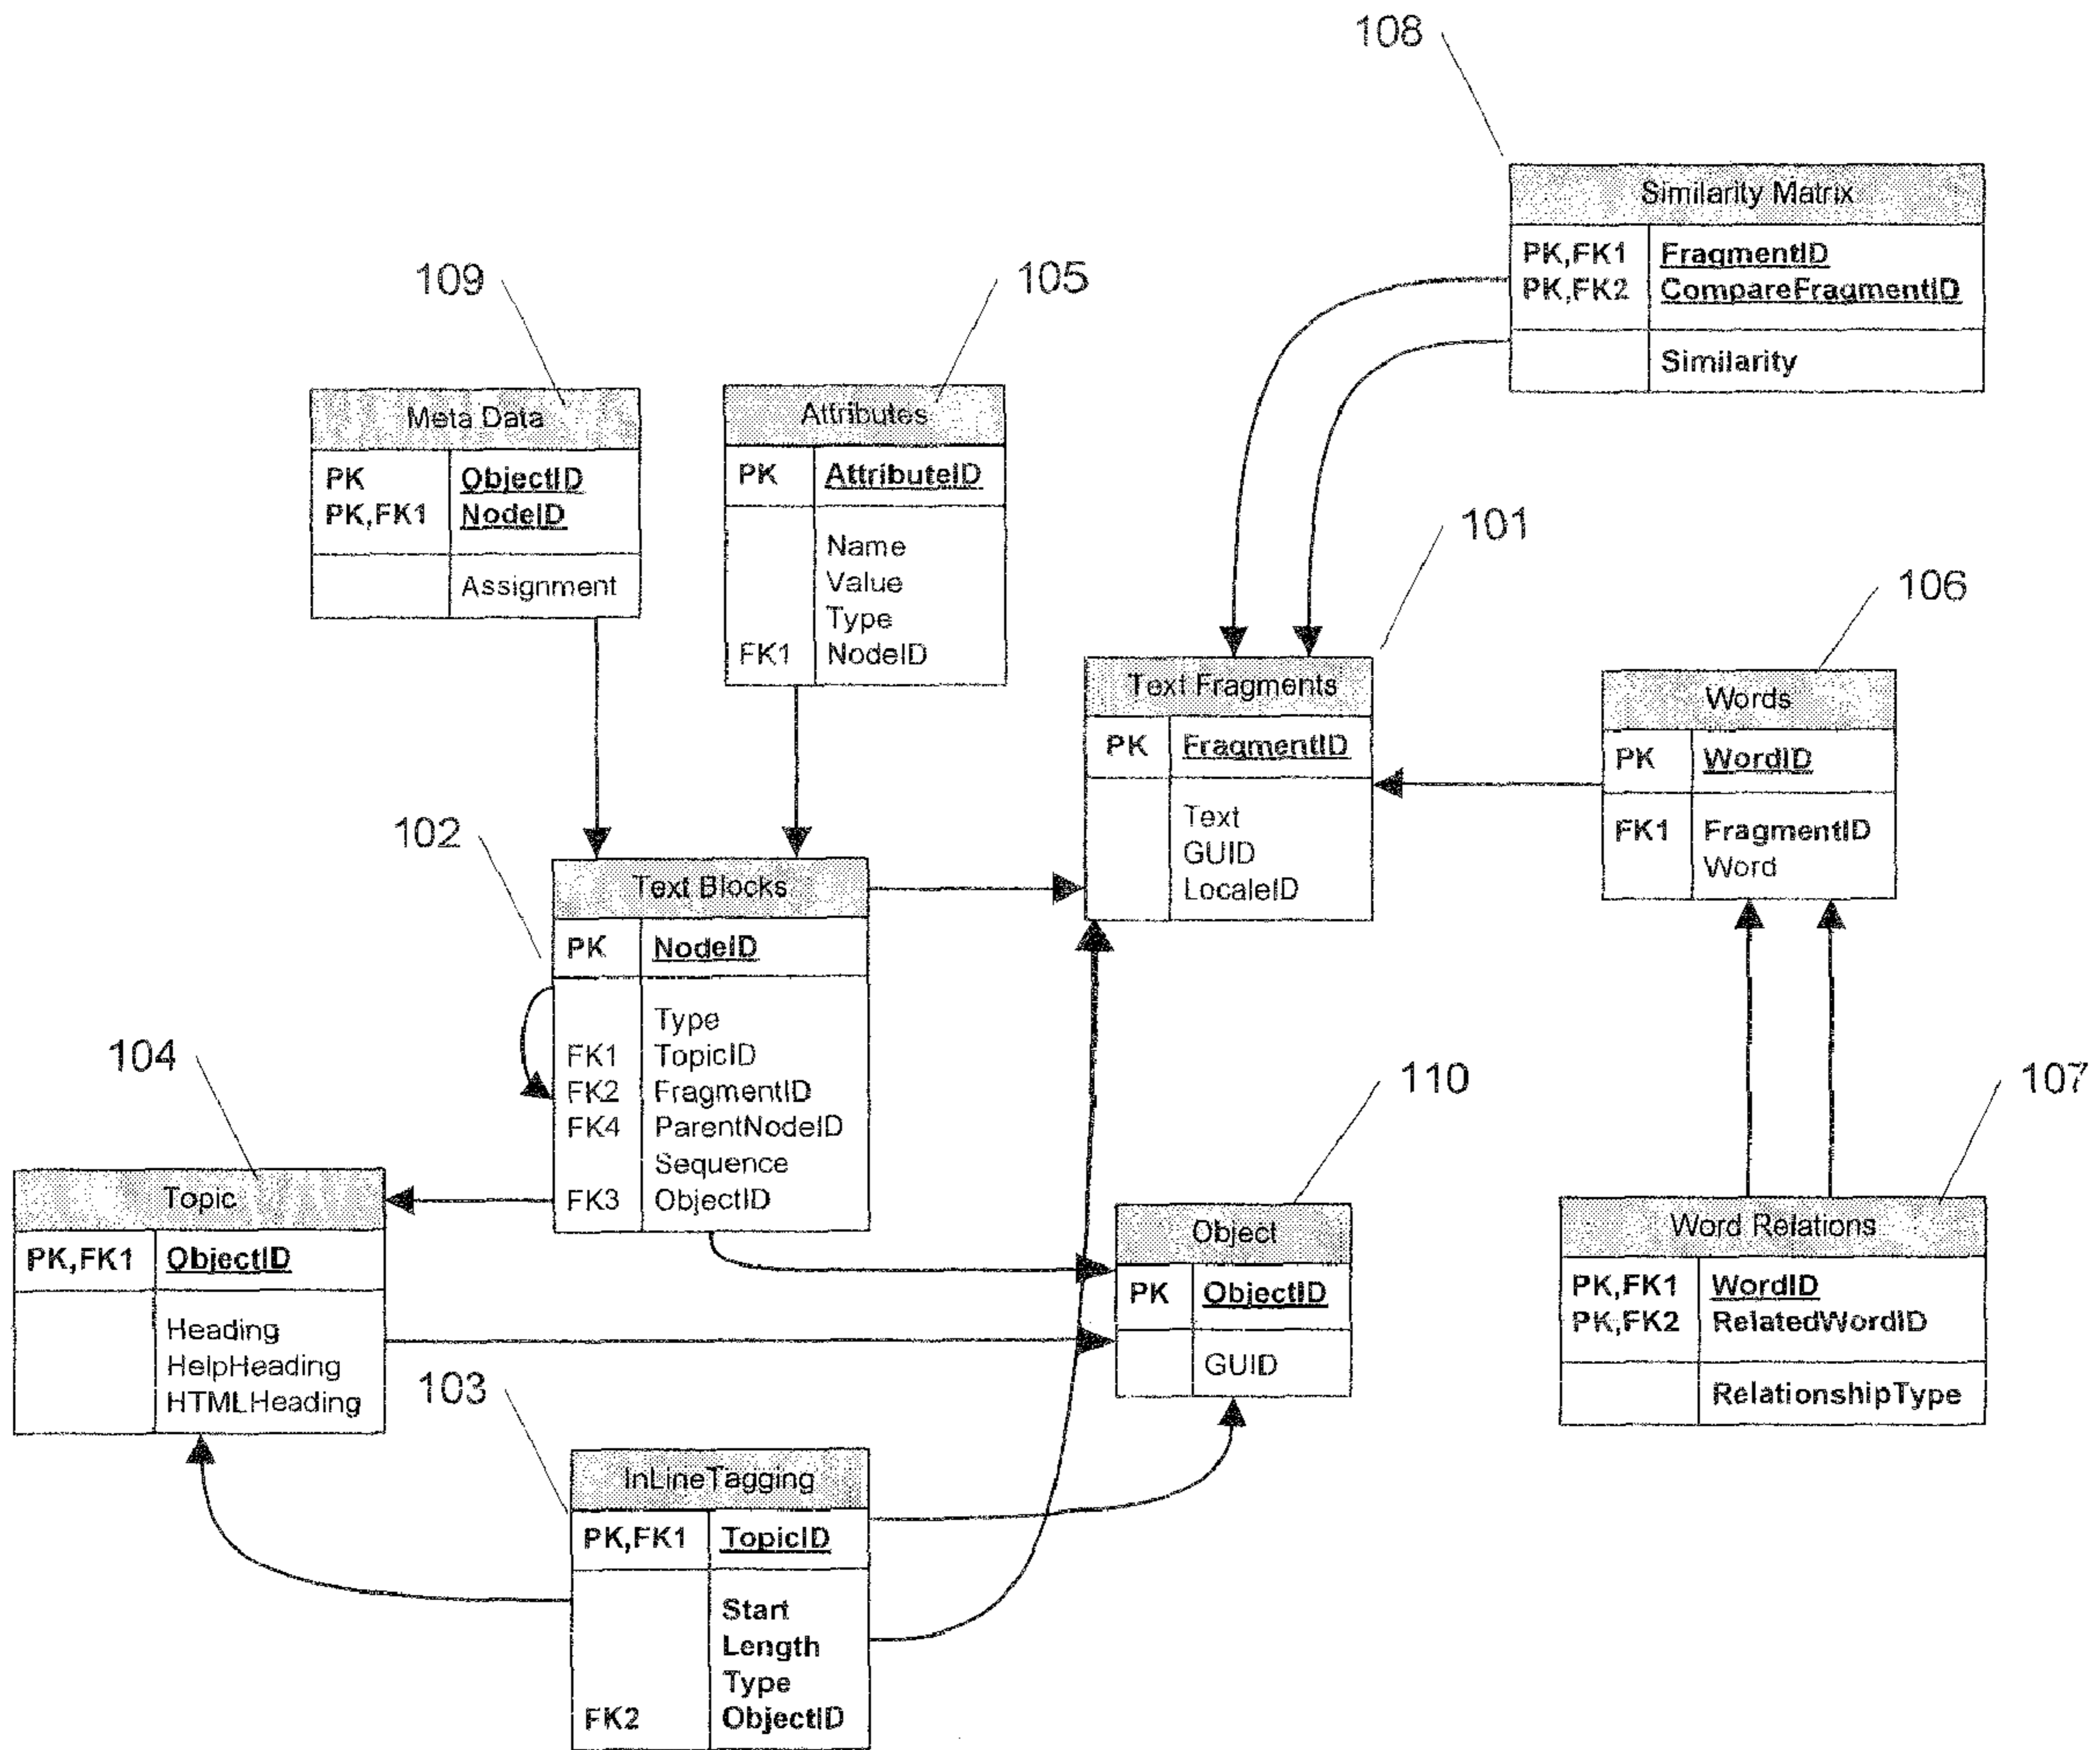 108
Similarity Matrix
PK,FK1 FragmentID
PK,FK2 CompareFragmentID
Similarity
109
Meta Data
PK ObjectID
PK,FK1 NodeID
Assignment
105
Attributes
PK AttributeID
Name
Value
Type
FK1 NodeID
101
Text Fragments
PK FragmentID
Text
GUID
LocaleID
106
Words
PK WordID
FK1 FragmentID
Word
102
Text Blocks
PK NodeID
Type
FK1 TopicID
FK2 FragmentID
FK4 ParentNodeID
Sequence
FK3 ObjectID
104
Topic
PK,FK1 ObjectID
Heading
HelpHeading
HTMLHeading
110
Object
PK ObjectID
GUID
107
Word Relations
PK,FK1 WordID
PK,FK2 RelatedWordID
RelationshipType
103
InLineTagging
PK,FK1 TopicID
Start
Length
Type
FK2 ObjectID